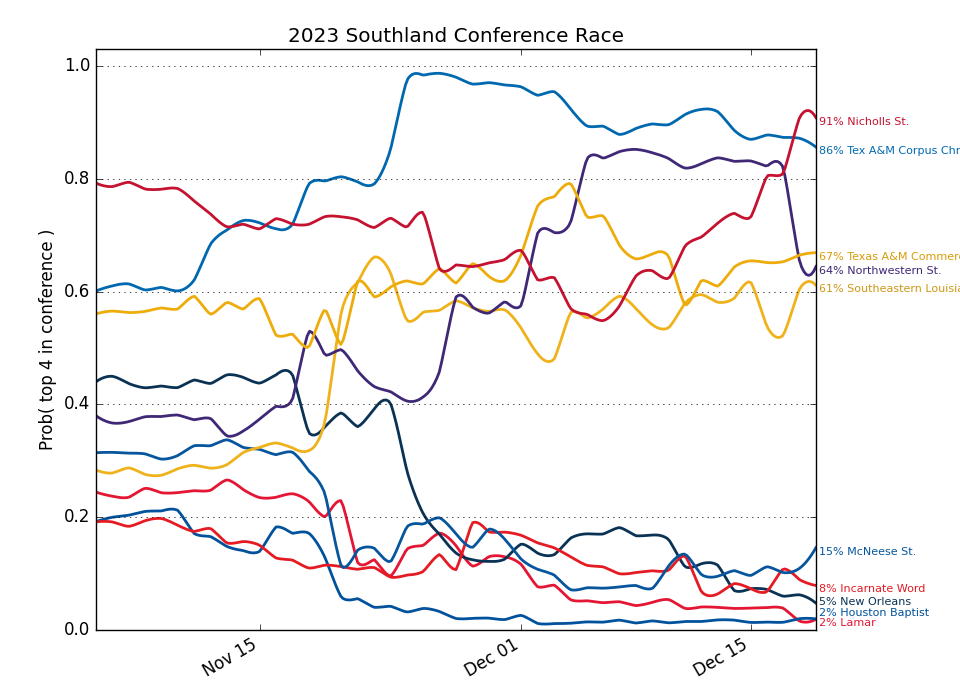 2023 Southland Conference Race
Prob( top 4 in conference )
1.0
0.8
0.6
0.4
0.2
0.0
Nov 15
Dec 01
Dec 15
91% Nicholls St.
86% Tex A&M Corpus Chr
67% Texas A&M Commerc
64% Northwestern St.
61% Southeastern Louisia
15% McNeese St.
8% Incarnate Word
5% New Orleans
2% Houston Baptist
2% Lamar